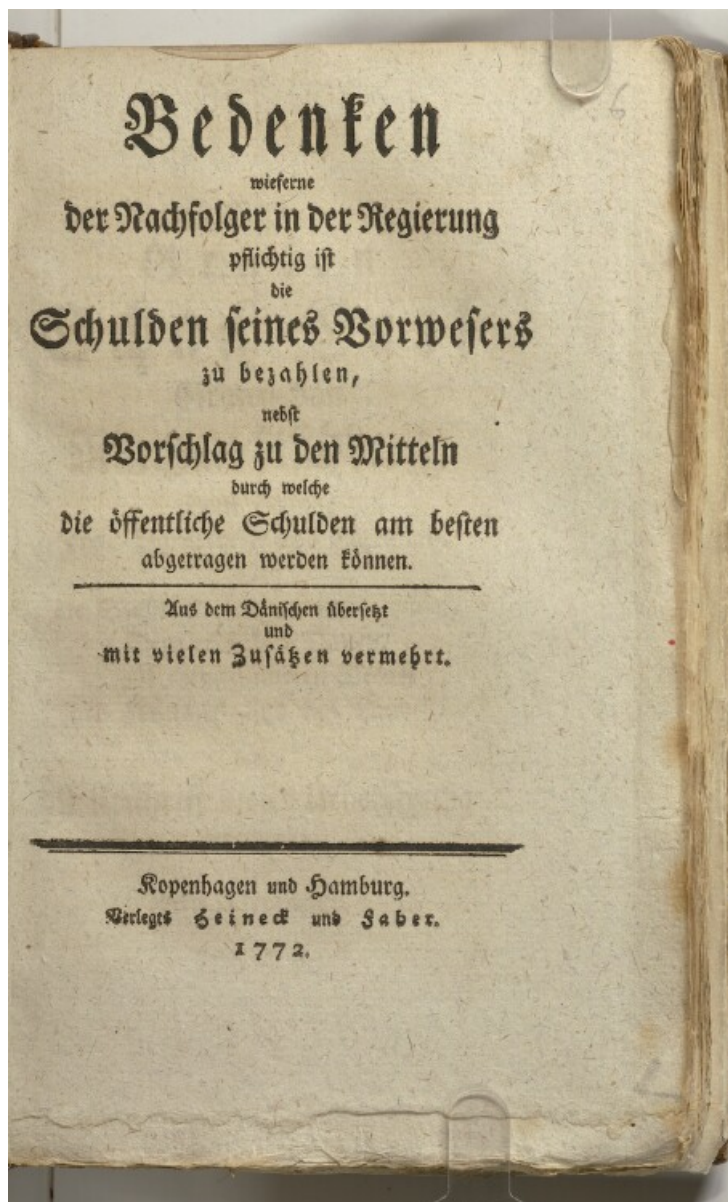 Bedenken
wieferne
der Nachfolger in der Regierung
pflichtig ist
die
Schulden seines Vorwesers
zu bezahlen,
nebst
Vorschlag zu den Mitteln
durch welche
die öffentliche Schulden am besten
abgetragen werden können.
Aus dem Dänischen übersetzt
und
mit vielen Zusätzen vermehrt.
Kopenhagen und Hamburg.
Verlegts Heineck und Faber.
1772.